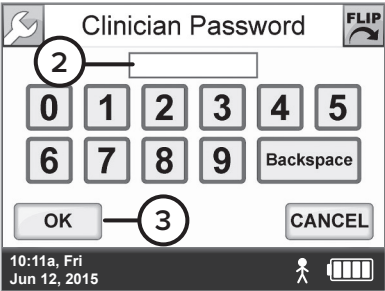 Clinician Password
FLIP
2
0 1 2 3 4 5
6 7 8 9 Backspace
OK
3
CANCEL
10:11a, Fri
Jun 12, 2015